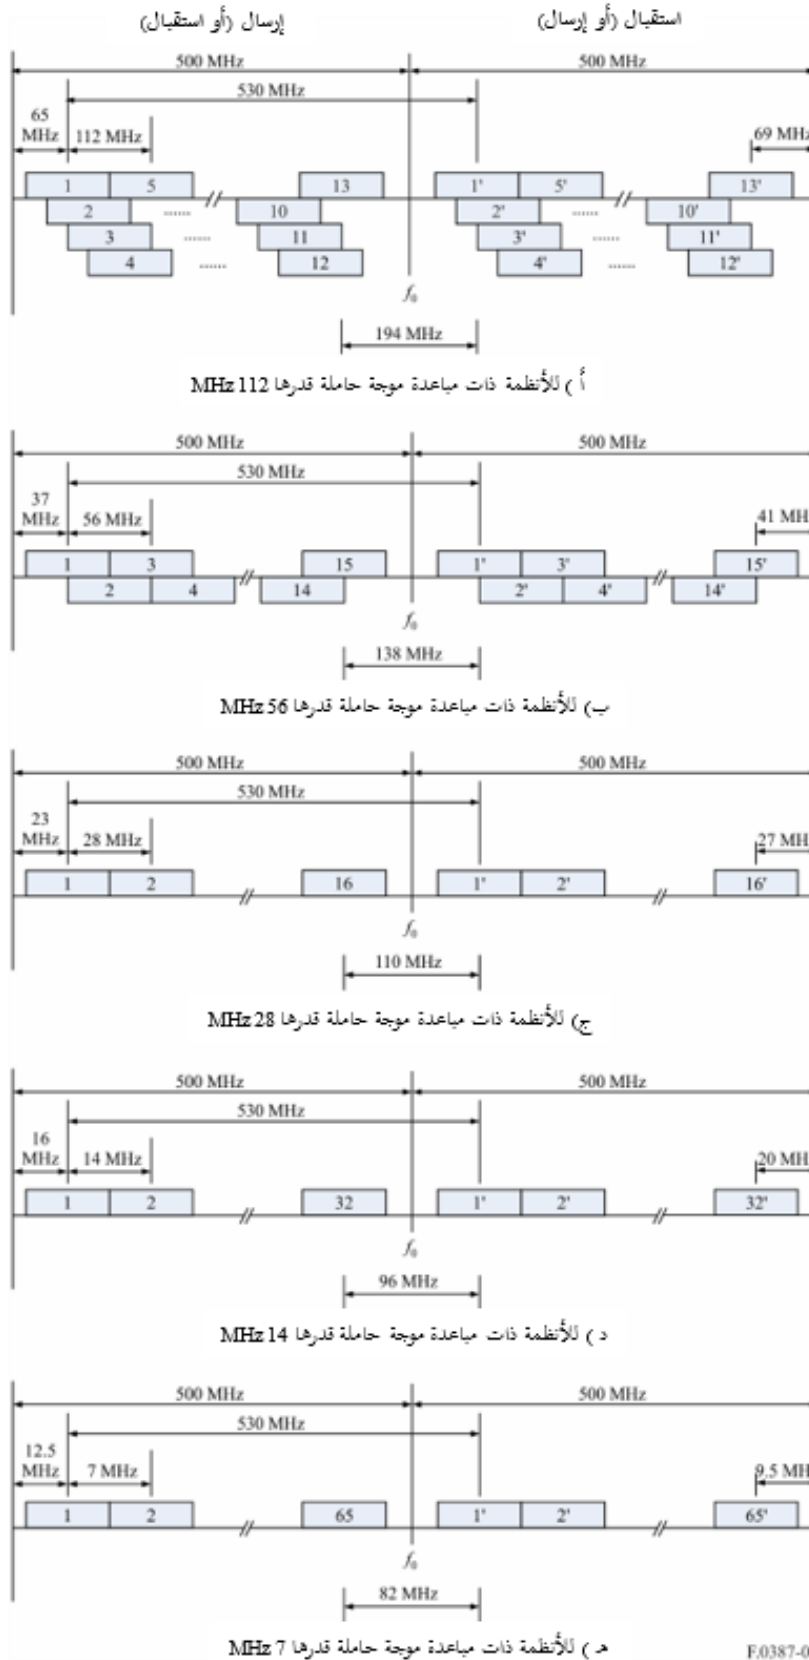 إرسال (أو استقبال) استقبال (أو إرسال)
500 MHz 500 MHz
530 MHz
65 MHz 112 MHz 69 MHz
1 5 13 1' 5' 13'
2 ...... 10 2' ...... 10'
3 ...... 11 3' ...... 11'
4 ...... 12 4' ...... 12'
f0
194 MHz
أ ) للأنظمة ذات مباعدة موجة حاملة قدرها 112 MHz
500 MHz 500 MHz
530 MHz
37 MHz 56 MHz 41 MH
1 3 15 1' 3' 15'
2 4 14 2' 4' 14'
f0
138 MHz
ب) للأنظمة ذات مباعدة موجة حاملة قدرها 56 MHz
500 MHz 500 MHz
530 MHz
23 MHz 28 MHz 27 MH
1 2 16 1' 2' 16'
f0
110 MHz
ج) للأنظمة ذات مباعدة موجة حاملة قدرها 28 MHz
500 MHz 500 MHz
530 MHz
16 MHz 14 MHz 20 MH
1 2 32 1' 2' 32'
f0
96 MHz
د ) للأنظمة ذات مباعدة موجة حاملة قدرها 14 MHz
500 MHz 500 MHz
530 MHz
12.5 MHz 7 MHz 9.5 MH
1 2 65 1' 2' 65'
f0
82 MHz
هـ ) للأنظمة ذات مباعدة موجة حاملة قدرها 7 MHz
F.0387-0